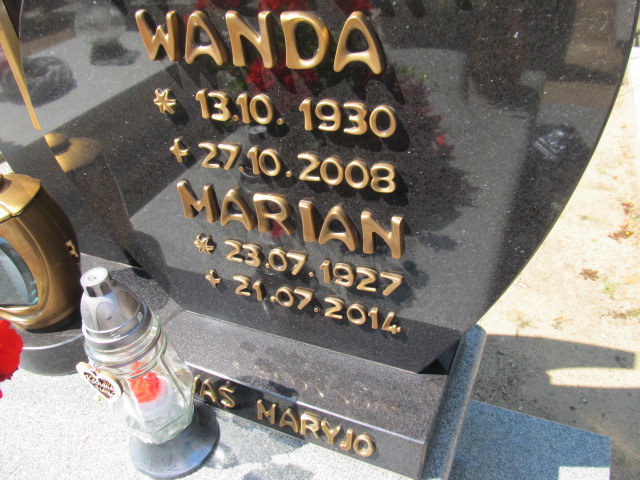 WANDA
* 13.10. 1930
+ 27.10. 2008
MARIAN
* 23.07.1927
+ 21.07.2014
MARYJO